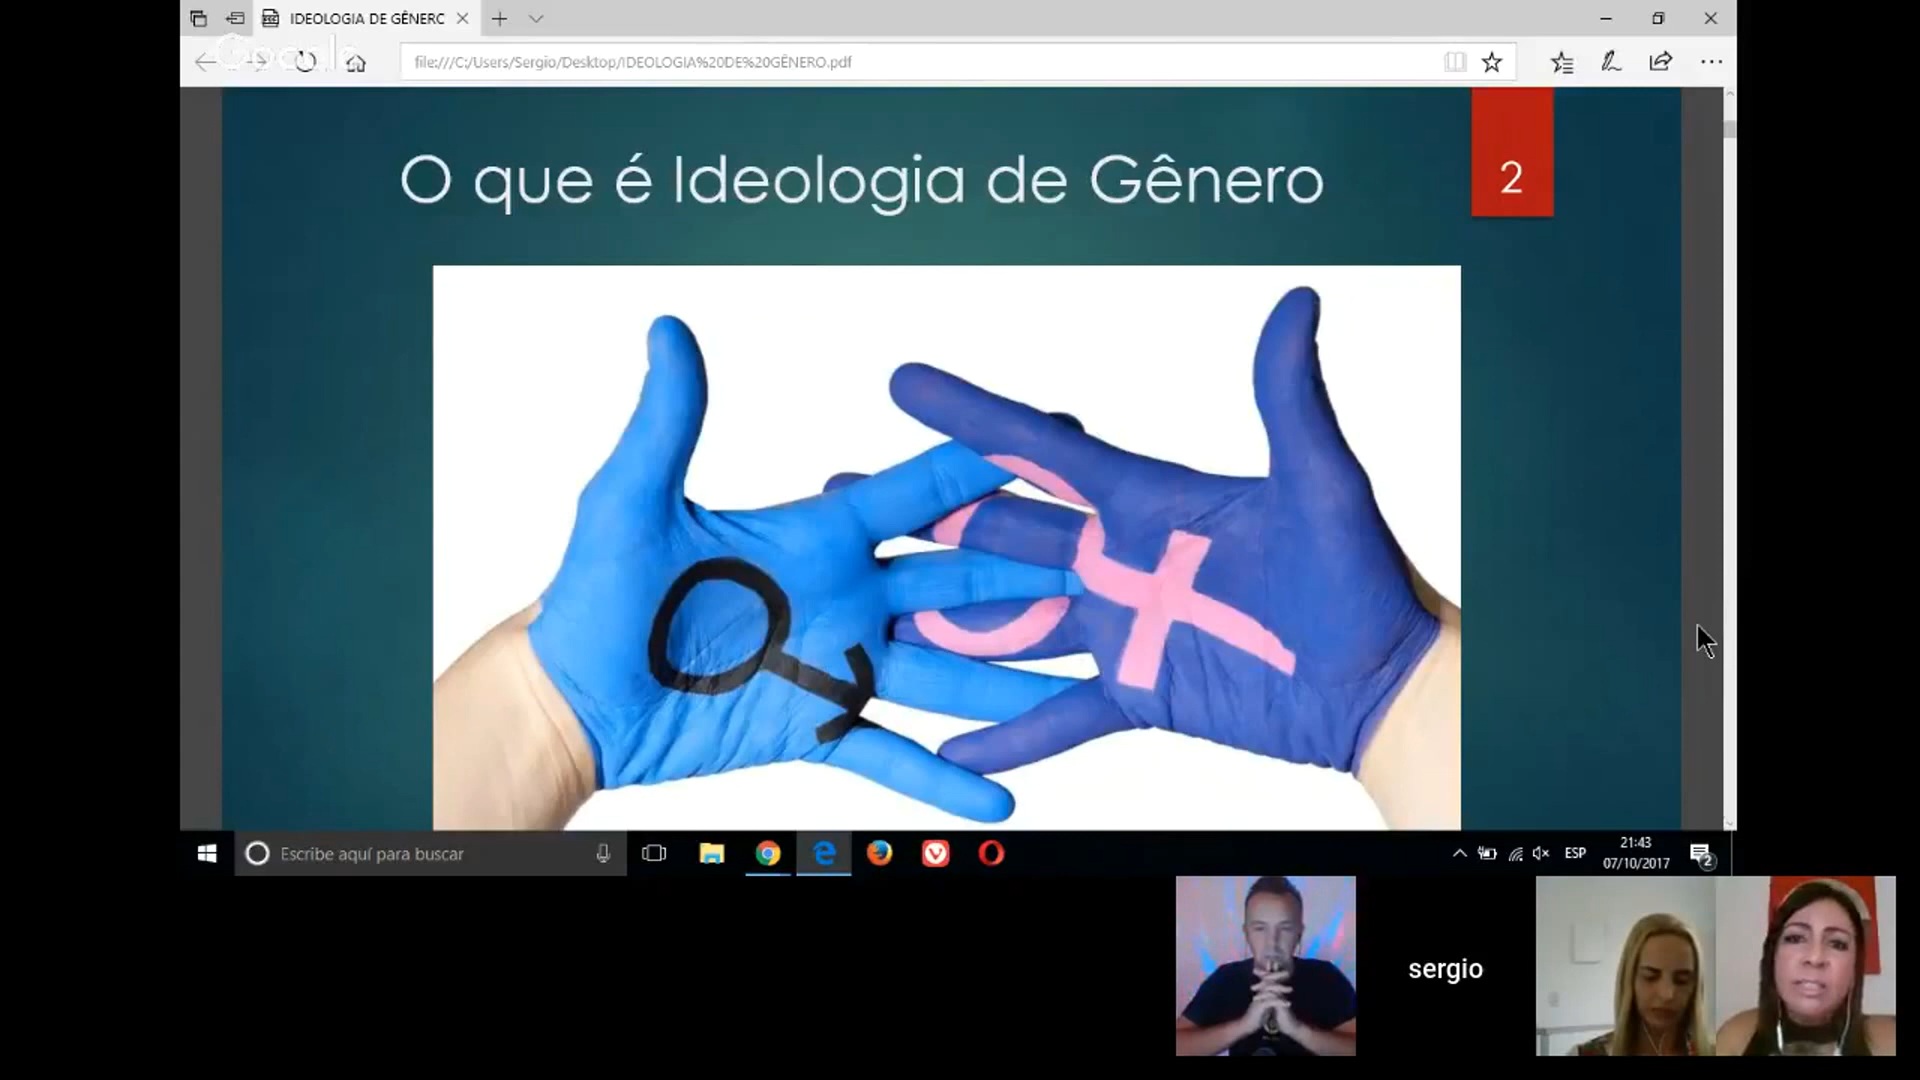 IDEOLOGIA DE GÊNERC
file:///C:/Users/Sergio/Desktop/IDEOLOGIA%20DE%20GÊNERO.pdf
O que é Ideologia de Gênero
2
Escribe aquí para buscar
ESP
21:43
07/10/2017
2
sergio